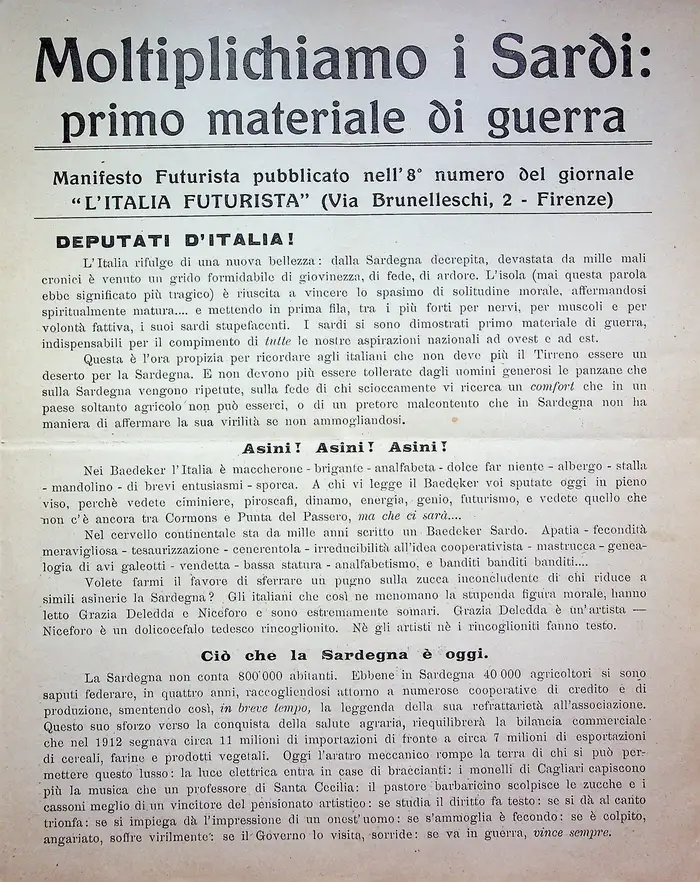 Moltiplichiamo i Sardi:
primo materiale di guerra
Manifesto Futurista pubblicato nell'8° numero del giornale
"L'ITALIA FUTURISTA" (Via Brunelleschi, 2 - Firenze)
DEPUTATI D'ITALIA!
L'Italia rifulge di una nuova bellezza: dalla Sardegna decrepita, devastata da mille mali
cronici è venuto un grido formidabile di giovinezza, di fede, di ardore. L'isola (mai questa parola
ebbe significato più tragico) è riuscita a vincere lo spasimo di solitudine morale, affermandosi
spiritualmente matura.... e mettendo in prima fila, tra i più forti per nervi, per muscoli e per
volontà fattiva, i suoi sardi stupefacenti. I sardi si sono dimostrati primo materiale di guerra,
indispensabili per il compimento di tutte le nostre aspirazioni nazionali ad ovest e ad est.
Questa è l'ora propizia per ricordare agli italiani che non deve più il Tirreno essere un
deserto per la Sardegna. E non devono più essere tollerate dagli uomini generosi le panzane che
sulla Sardegna vengono ripetute, sulla fede di chi scioccamente vi ricerca un comfort che in un
paese soltanto agricolo non può esserci, o di un pretore malcontento che in Sardegna non ha
maniera di affermare la sua virilità se non ammogliandosi.
Asini! Asini! Asini!
Nei Baedeker l'Italia è maccherone - brigante - analfabeta - dolce far niente - albergo - stalla
- mandolino - di brevi entusiasmi - sporca. A chi vi legge il Baedeker voi sputate oggi in pieno
viso, perchè vedete ciminiere, piroscafi, dinamo, energia, genio, futurismo, e vedete quello che
non c'è ancora tra Cormons e Punta del Passero, ma che ci sarà....
Nel cervello continentale sta da mille anni scritto un Baedeker Sardo. Apatia - fecondità
meravigliosa - tesaurizzazione - cenerentola - irreducibilità all'idea cooperativista - mastrucca - genea-
logia di avi galeotti - vendetta - bassa statura - analfabetismo, e banditi banditi banditi....
Volete farmi il favore di sferrare un pugno sulla zucca inconcludente di chi riduce a
simili asinerie la Sardegna? Gli italiani che così ne menomano la stupenda figura morale, hanno
letto Grazia Deledda e Niceforo e sono estremamente somari. Grazia Deledda è un'artista —
Niceforo è un dolicocefalo tedesco rincoglionito. Nè gli artisti nè i rincoglioniti fanno testo.
Ciò che la Sardegna è oggi.
La Sardegna non conta 800'000 abitanti. Ebbene in Sardegna 40 000 agricoltori si sono
saputi federare, in quattro anni, raccogliendosi attorno a numerose cooperative di credito e di
produzione, smentendo così, in breve tempo, la leggenda della sua refrattarietà all'associazione.
Questo suo sforzo verso la conquista della salute agraria, riequilibrerà la bilancia commerciale
che nel 1912 segnava circa 11 milioni di importazioni di fronte a circa 7 milioni di esportazioni
di cereali, farine e prodotti vegetali. Oggi l'aratro meccanico rompe la terra di chi si può per-
mettere questo lusso: la luce elettrica entra in case di braccianti: i monelli di Cagliari capiscono
più la musica che un professore di Santa Cecilia: il pastore barbaricino scolpisce le zucche e i
cassoni meglio di un vincitore del pensionato artistico: se studia il diritto fa testo: se si dà al canto
trionfa: se si impiega dà l'impressione di un onest'uomo: se s'ammoglia è fecondo: se è colpito,
angariato, soffre virilmente: se il Governo lo visita, sorride: se va in guerra, vince sempre.